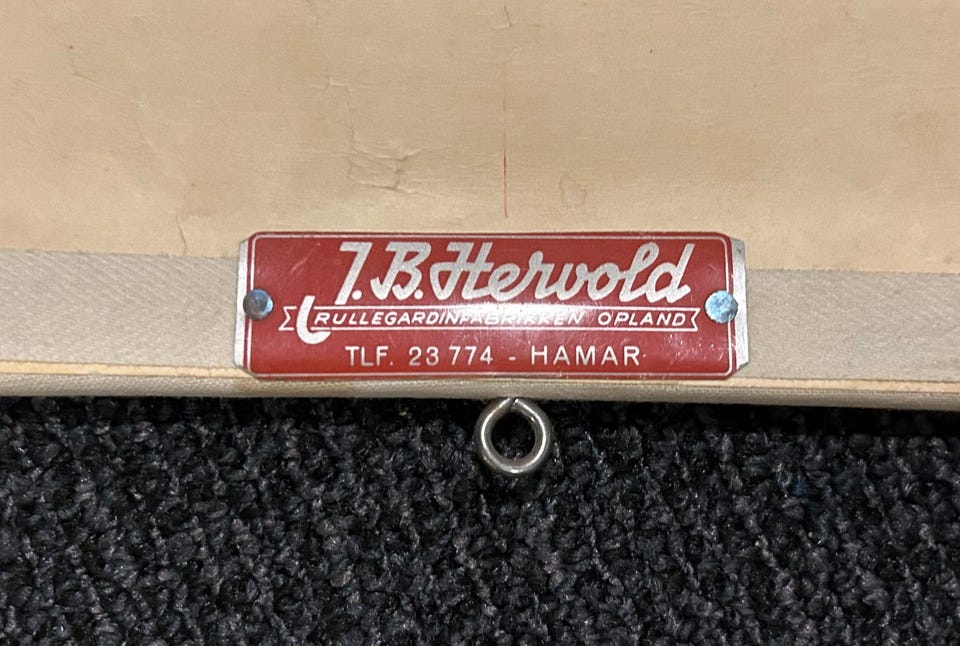 J.B. Hervold
RULLEGARDINFABRIKKEN OPLAND
TLF. 23 774 - HAMAR